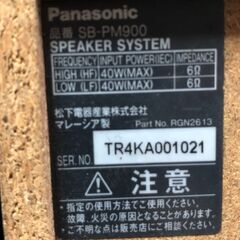 Panasonic
品番 SB-PM900
SPEAKER SYSTEM
FREQUENCY INPUT POWER(IEC) IMPEDANCE
HIGH (HF) 40W(MAX) 6Ω
LOW (LF) 40W(MAX) 6Ω
松下電器産業株式会社
マレーシア製 Part No. RGN2613
SER.NO TR4KA001021
注意
指定の使用方法でご使用ください。
故障、火災の原因となることがあります